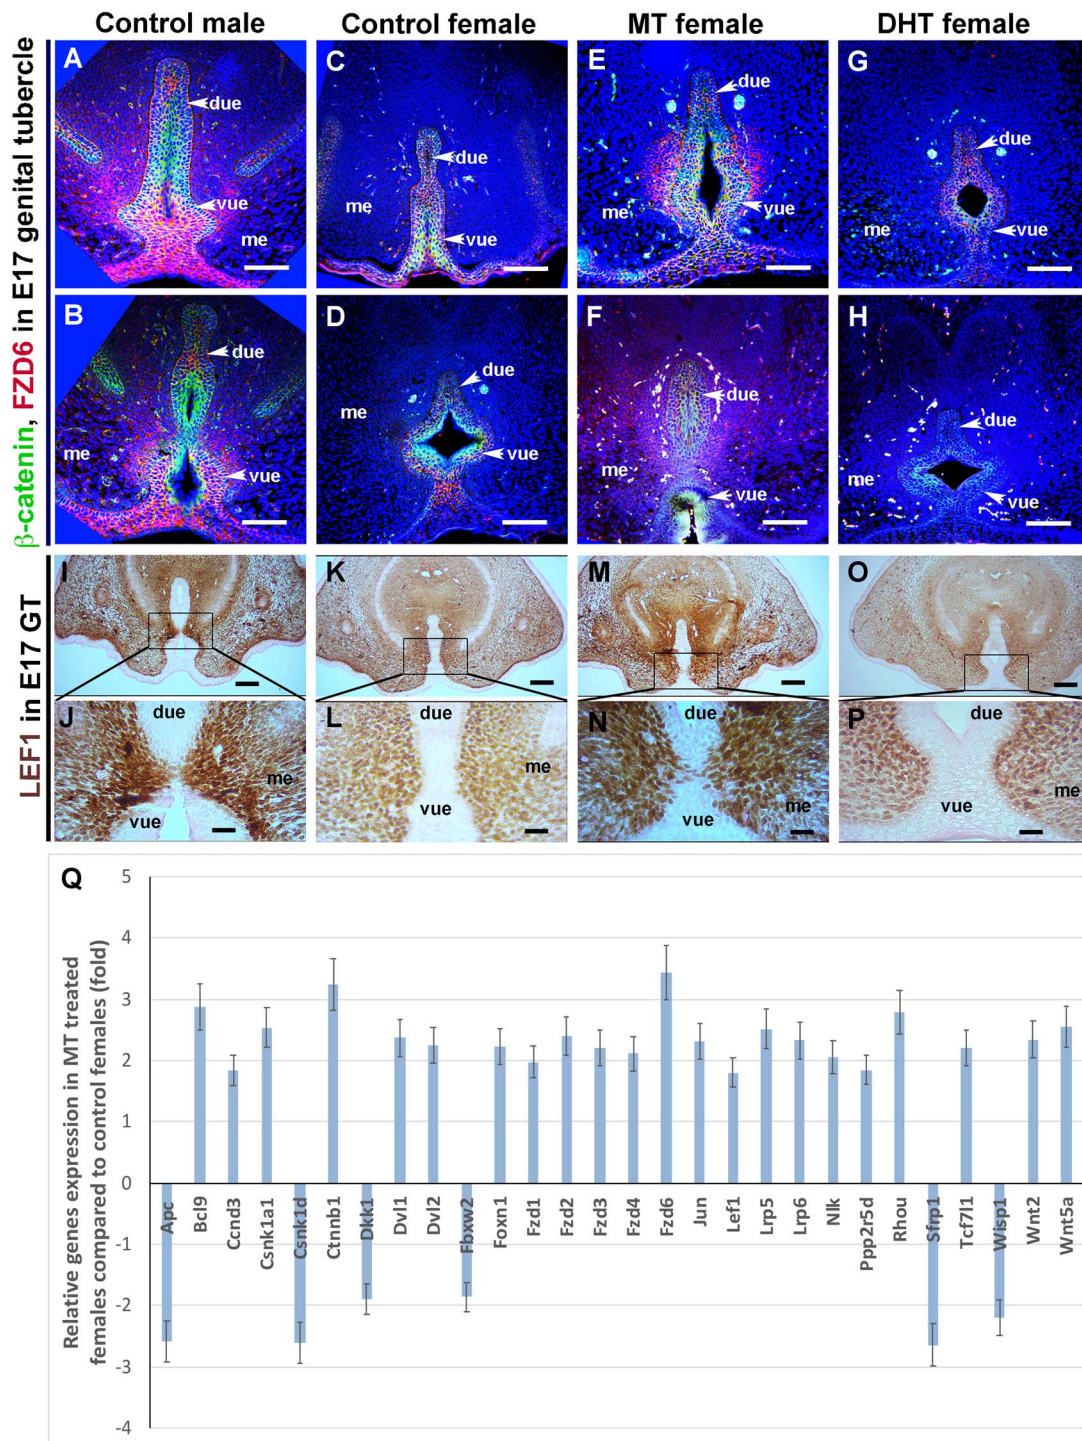 Control male
Control female
MT female
DHT female
β-catenin, FZD6 in E17 genital tubercle
A
due
vue
me
C
due
me
vue
E
due
me
vue
G
due
me
vue
B
due
me
vue
D
due
me
vue
F
due
me
vue
H
due
me
vue
LEF1 in E17 GT
I
K
M
O
J
due
me
vue
L
due
me
vue
N
due
me
vue
P
due
me
vue
Q
Relative genes expression in MT treated
females compared to control females (fold)
5
4
3
2
1
0
-1
-2
-3
-4
Apc
Bcl9
Ccnd3
Csnk1a1
Csnk1d
Ctnnb1
Dkk1
Dvl1
Dvl2
Fbxw2
Foxn1
Fzd1
Fzd2
Fzd3
Fzd4
Fzd6
Jun
Lef1
Lrp5
Lrp6
Nlk
Ppp2r5d
Rhou
Sfrp1
Tcf7l1
Wisp1
Wnt2
Wnt5a